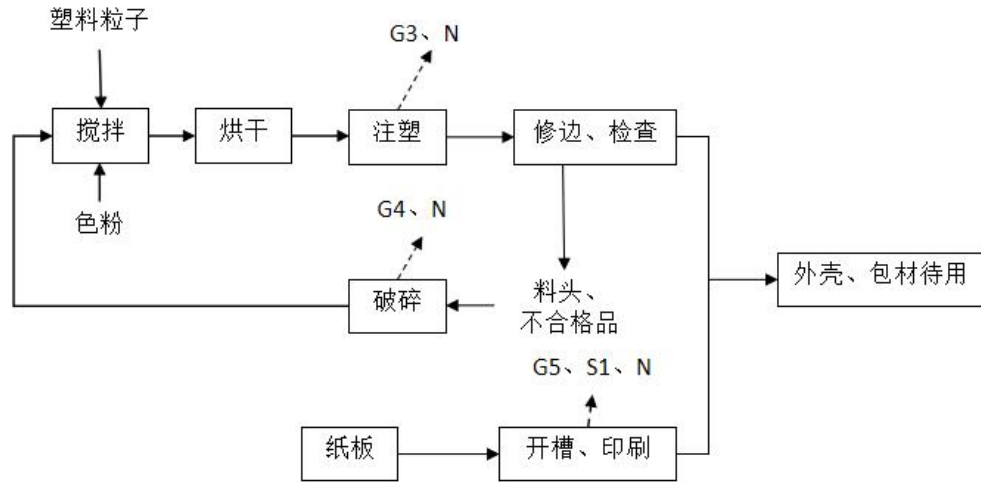 塑料粒子
G3、N
搅拌
烘干
注塑
修边、检查
色粉
G4、N
破碎
料头、
不合格品
外壳、包材待用
G5、S1、N
纸板
开槽、印刷